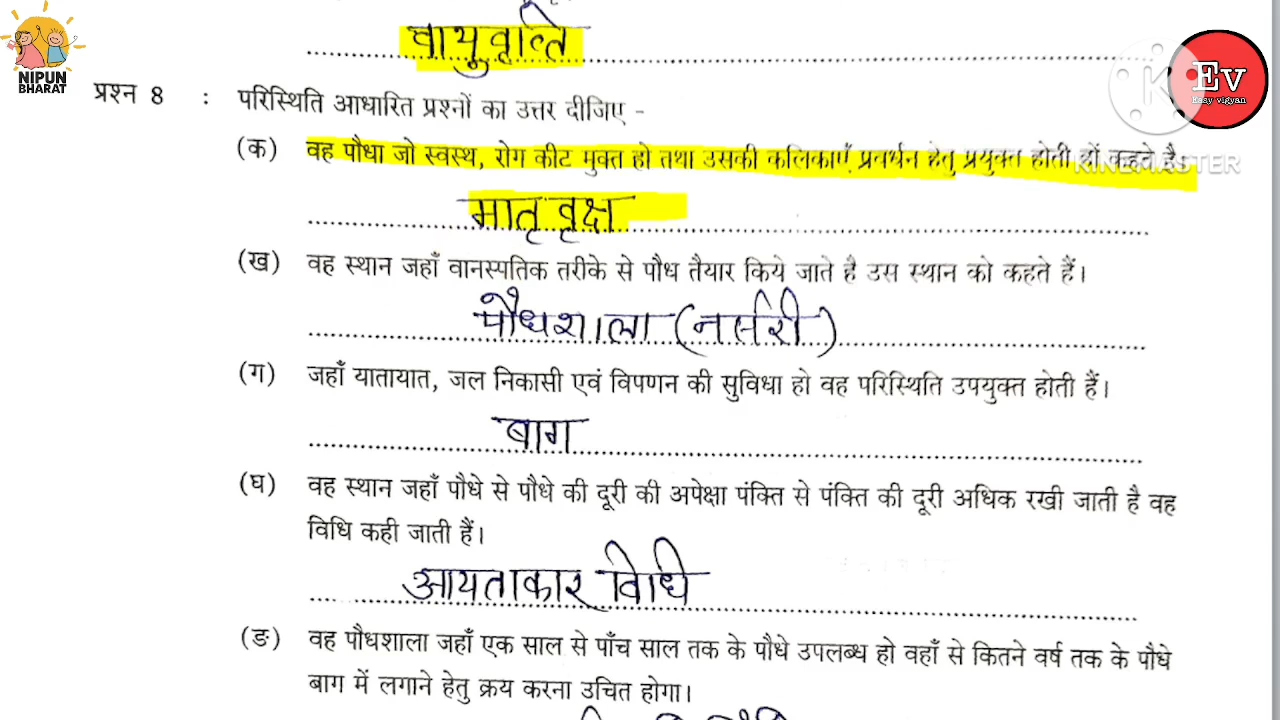 NIPUN
BHARAT
Ev
Easy vigyan
K
KINEMASTER
वायुवृत्ति
प्रश्न 8 : परिस्थिति आधारित प्रश्नों का उत्तर दीजिए -
(क) वह पौधा जो स्वस्थ, रोग कीट मुक्त हो तथा उसकी कलिकाएँ प्रवर्धन हेतु प्रयुक्त होती हों कहते है
मातृ वृक्ष
(ख) वह स्थान जहाँ वानस्पतिक तरीके से पौध तैयार किये जाते है उस स्थान को कहते हैं।
पौधशाला (नर्सरी)
(ग) जहाँ यातायात, जल निकासी एवं विपणन की सुविधा हो वह परिस्थिति उपयुक्त होती हैं।
बाग
(घ) वह स्थान जहाँ पौधे से पौधे की दूरी की अपेक्षा पंक्ति से पंक्ति की दूरी अधिक रखी जाती है वह
विधि कही जाती हैं।
आयताकार विधि
(ङ) वह पौधशाला जहाँ एक साल से पाँच साल तक के पौधे उपलब्ध हो वहाँ से कितने वर्ष तक के पौधे
बाग में लगाने हेतु क्रय करना उचित होगा।